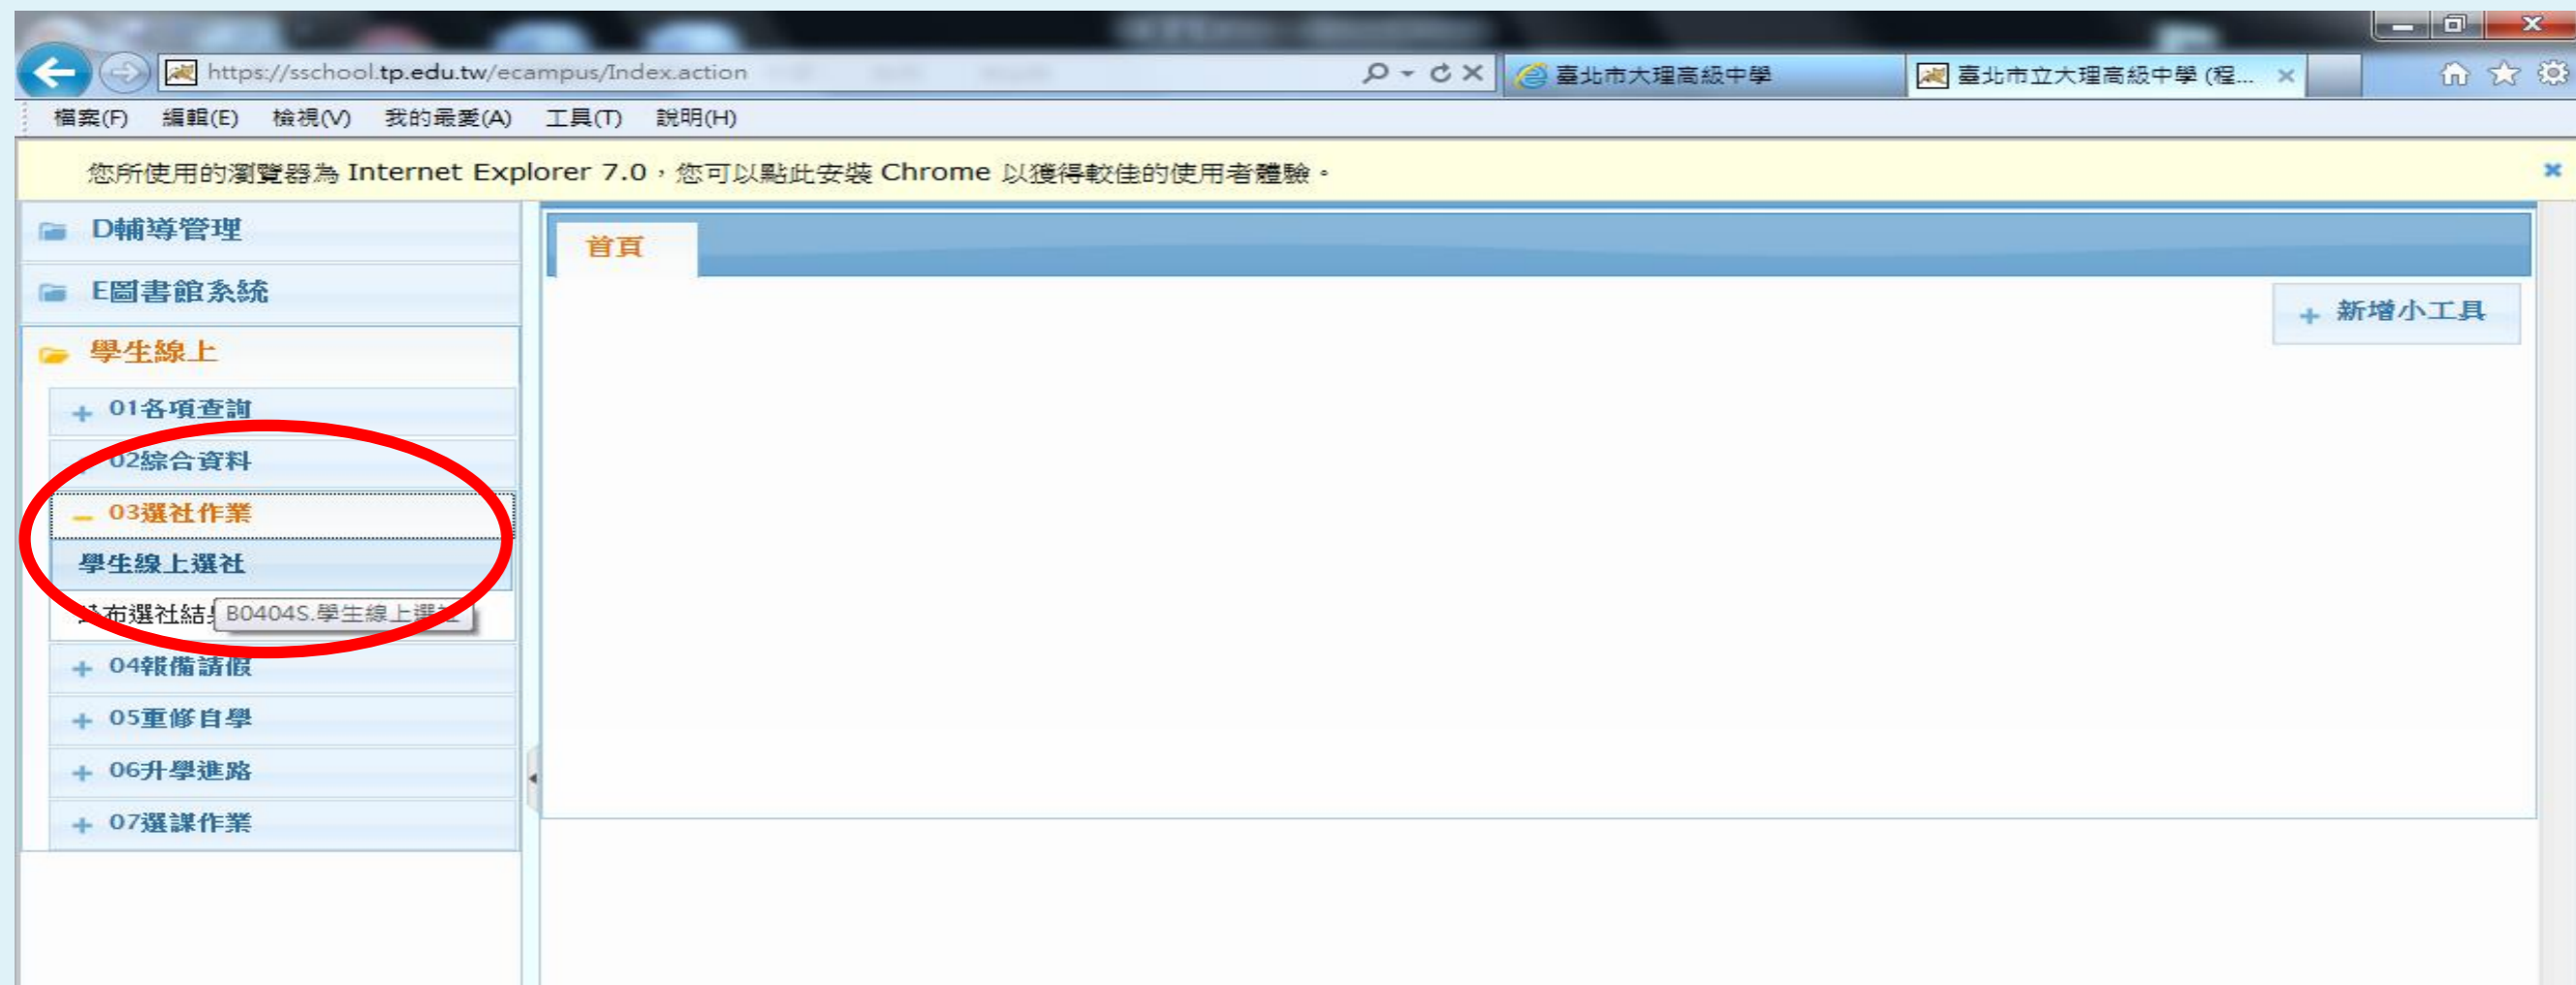 https://sschool.tp.edu.tw/ecampus/Index.action
臺北市大理高級中學
臺北市立大理高級中學 (程...
檔案(F) 編輯(E) 檢視(V) 我的最愛(A) 工具(T) 說明(H)
您所使用的瀏覽器為 Internet Explorer 7.0，您可以點此安裝 Chrome 以獲得較佳的使用者體驗。
D輔導管理
首頁
E圖書館系統
+ 新增小工具
學生線上
+ 01各項查詢
02綜合資料
– 03選社作業
學生線上選社
布選社結
B0404S.學生線上選社
+ 04報備請假
+ 05重修自學
+ 06升學進路
+ 07選課作業